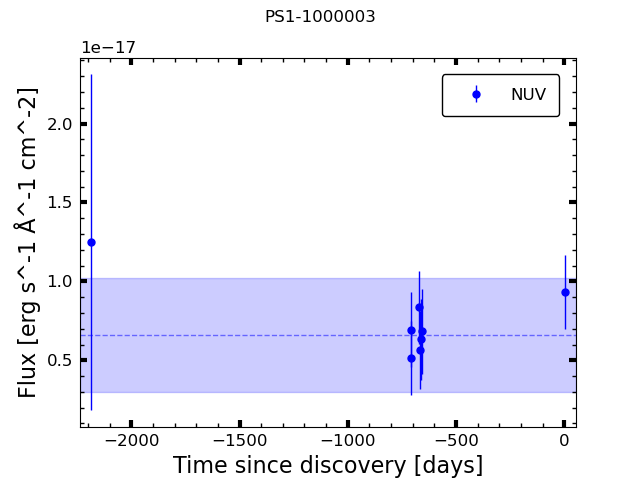 PS1-1000003
1e−17
NUV
2.0
1.5
1.0
0.5
Flux [erg s^-1 Å^-1 cm^-2]
−2000
−1500
−1000
−500
0
Time since discovery [days]